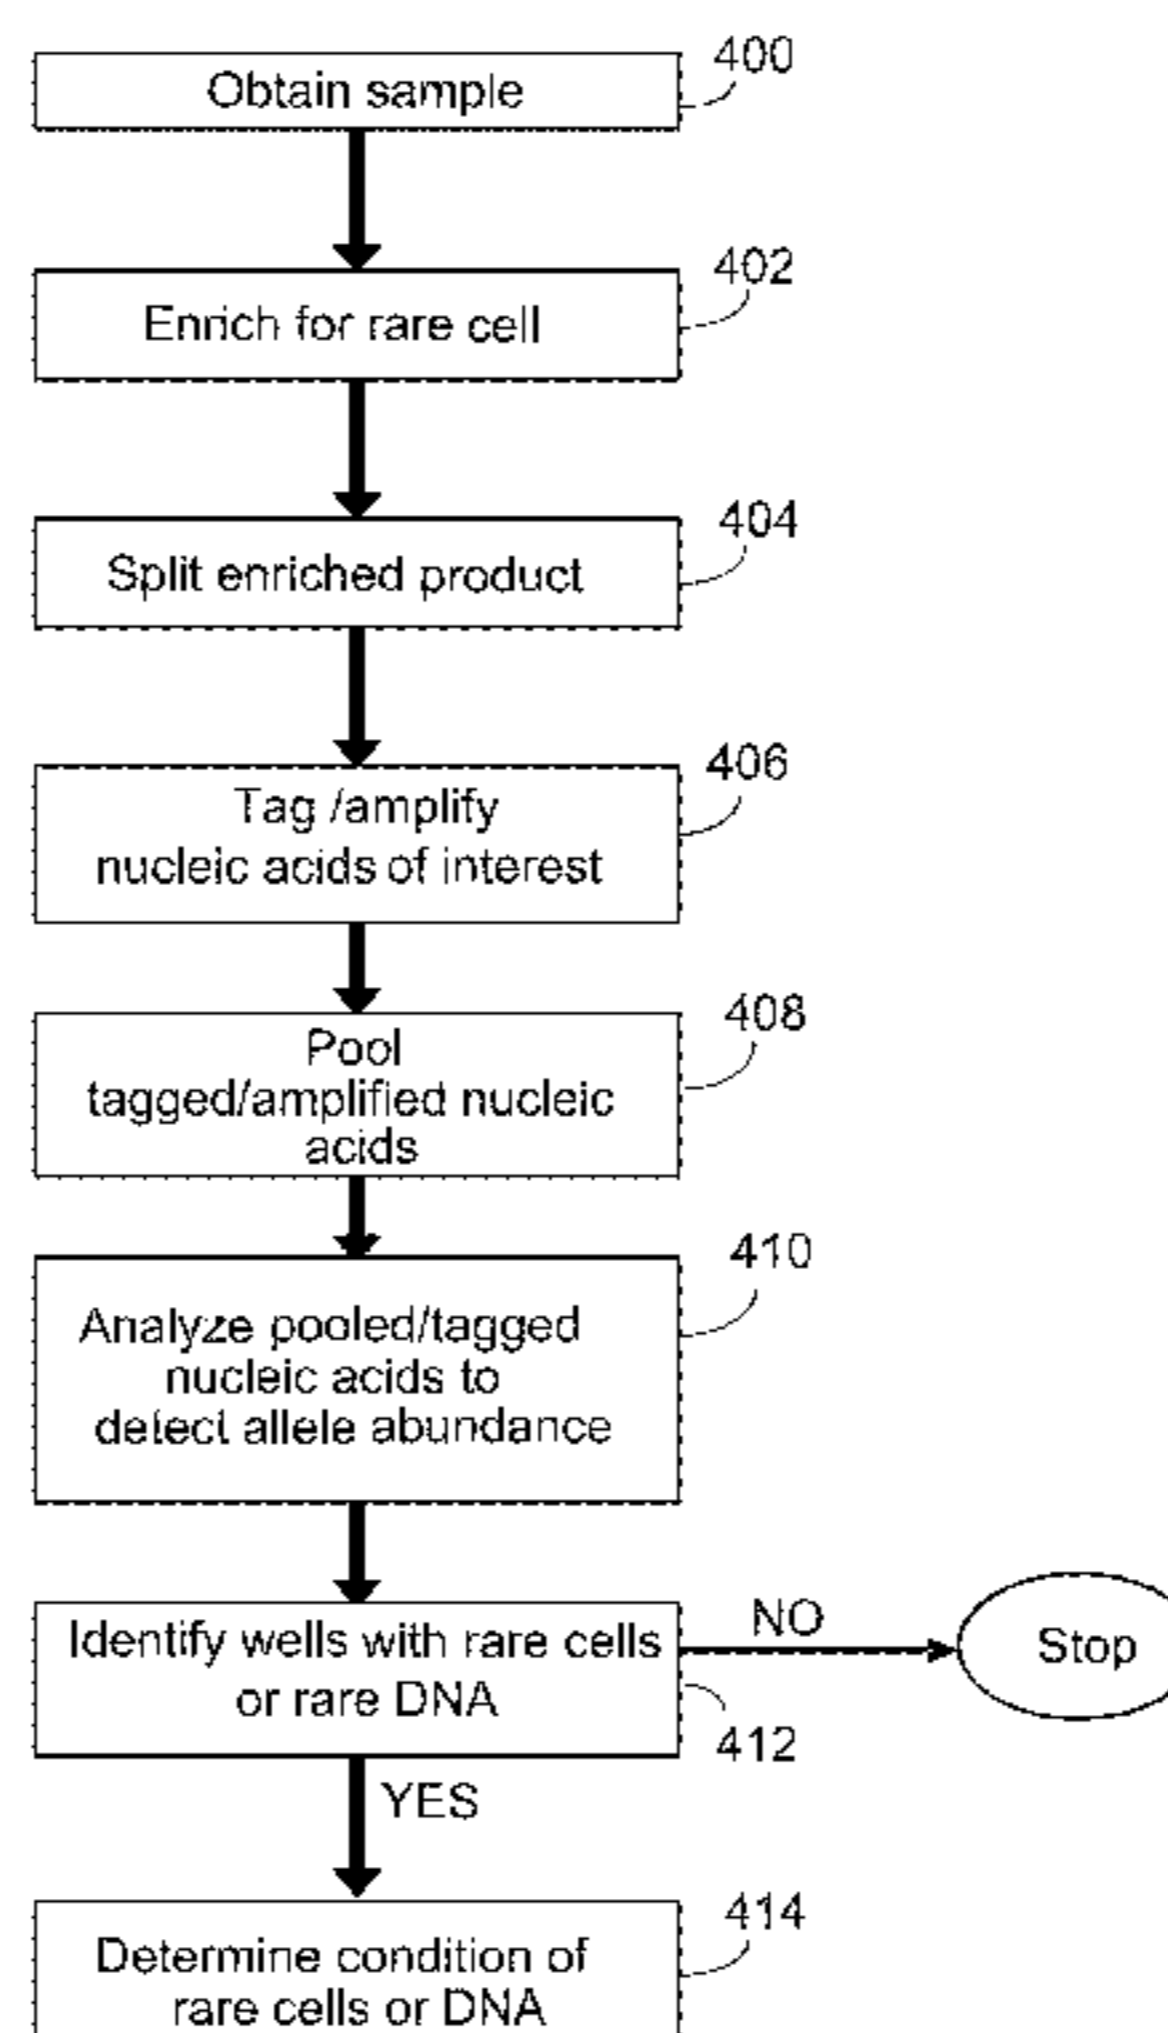 Obtain sample
400
Enrich for rare cell
402
Split enriched product
404
Tag /amplify
nucleic acids of interest
406
Pool
tagged/amplified nucleic
acids
408
Analyze pooled/tagged
nucleic acids to
detect allele abundance
410
Identify wells with rare cells
or rare DNA
412
NO
Stop
YES
Determine condition of
rare cells or DNA
414